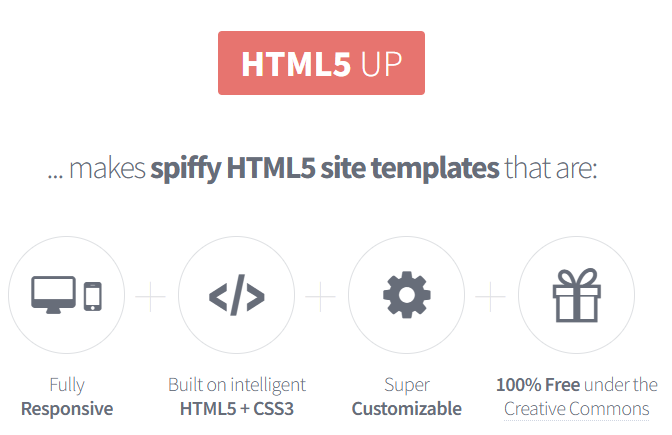 HTML5 UP
... makes spiffy HTML5 site templates that are:
Fully
Responsive
Built on intelligent
HTML5 + CSS3
Super
Customizable
100% Free under the
Creative Commons